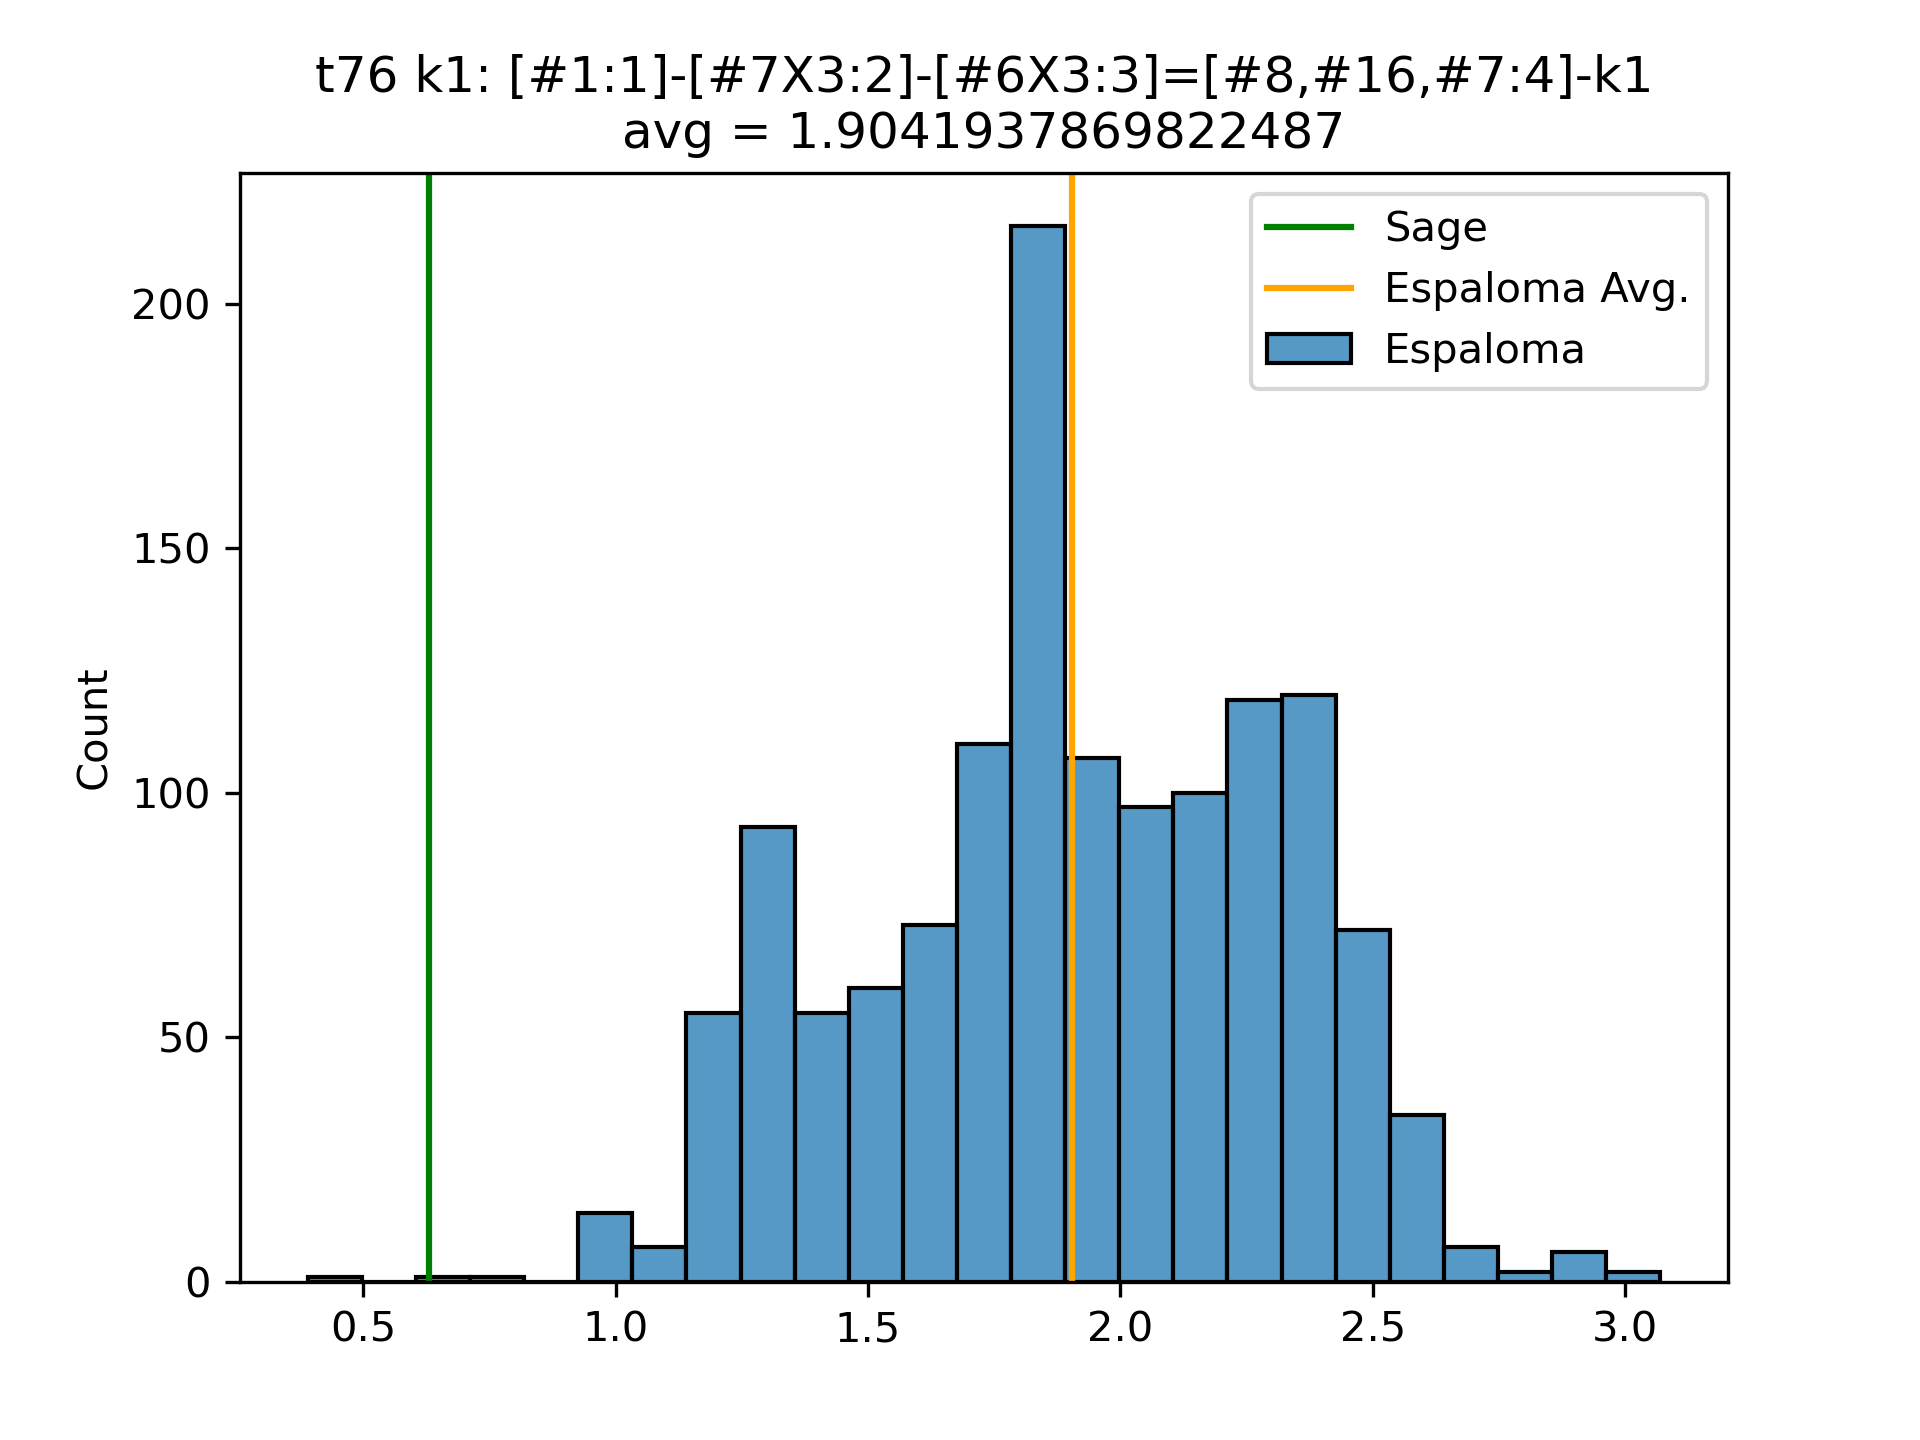 t76 k1: [#1:1]-[#7X3:2]-[#6X3:3]=[#8,#16,#7:4]-k1
avg = 1.9041937869822487
Sage
Espaloma Avg.
Espaloma
Count
200
150
100
50
0
0.5 1.0 1.5 2.0 2.5 3.0